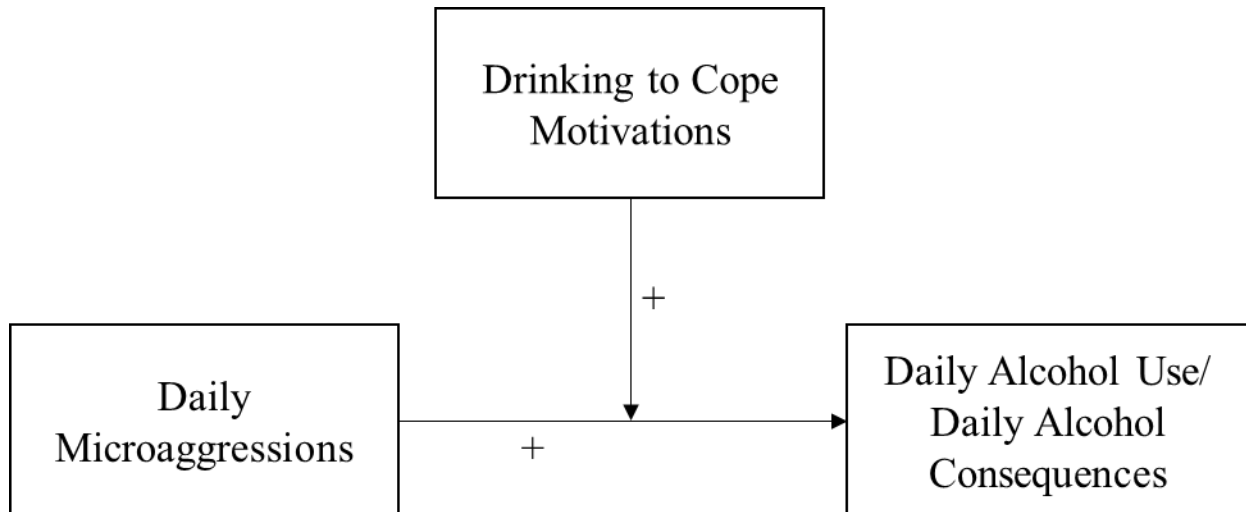 Drinking to Cope
Motivations
+
Daily
Microaggressions
+
Daily Alcohol Use/
Daily Alcohol
Consequences